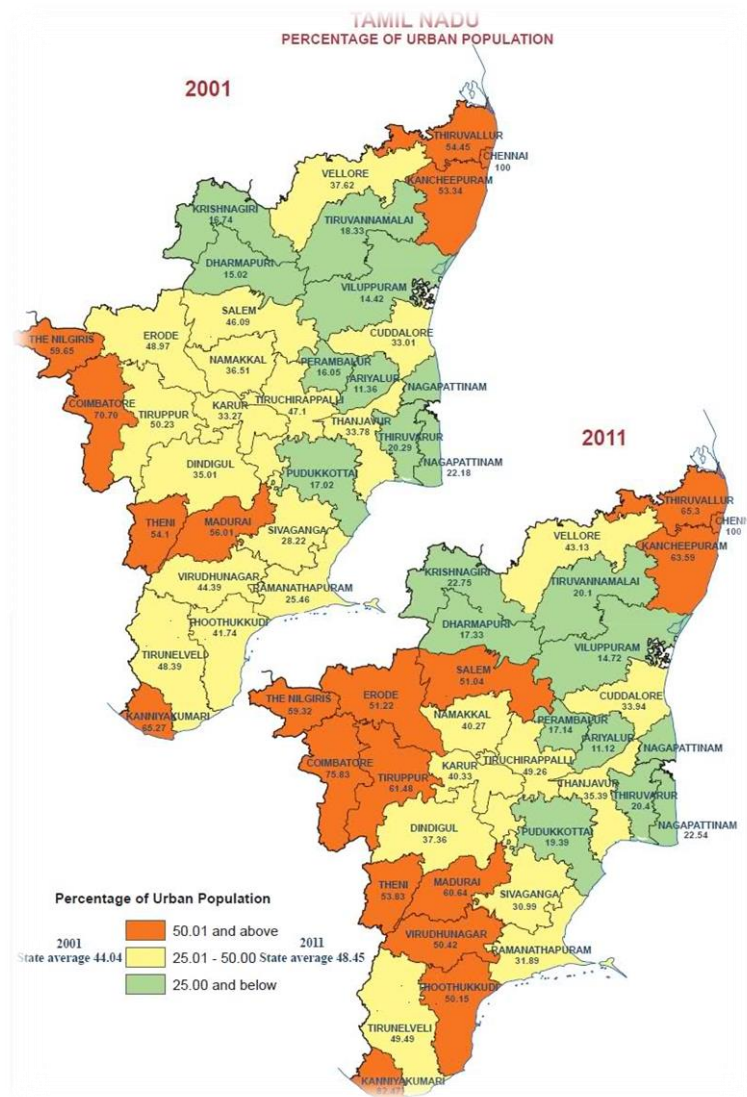 TAMIL NADU
PERCENTAGE OF URBAN POPULATION
2001
THIRUVALLUR
54.45
CHENNAI
100
VELLORE
37.62
KANCHEEPURAM
53.34
KRISHNAGIRI
16.74
TIRUVANNAMALAI
18.33
DHARMAPURI
15.02
VILUPPURAM
14.42
SALEM
46.09
CUDDALORE
33.01
THE NILGIRIS
59.65
ERODE
48.97
NAMAKKAL
36.51
PERAMBALUR
16.05
ARIYALUR
11.36
NAGAPATTINAM
COIMBATORE
70.70
TIRUPPUR
50.23
KARUR
33.27
TIRUCHIRAPPALLI
47.1
THANJAVUR
33.78
THIRUVARUR
20.29
NAGAPATTINAM
22.18
DINDIGUL
35.01
PUDUKKOTTAI
17.02
THENI
54.1
MADURAI
56.01
SIVAGANGA
28.22
VIRUDHUNAGAR
44.39
RAMANATHAPURAM
25.46
THOOTHUKKUDI
41.74
TIRUNELVELI
48.39
KANNIYAKUMARI
65.27
2011
THIRUVALLUR
65.3
CHENN
100
VELLORE
43.13
KANCHEEPURAM
63.59
KRISHNAGIRI
22.75
TIRUVANNAMALAI
20.1
DHARMAPURI
17.33
VILUPPURAM
14.72
SALEM
51.04
CUDDALORE
33.94
THE NILGIRIS
59.32
ERODE
51.22
NAMAKKAL
40.27
PERAMBALUR
17.14
ARIYALUR
11.12
NAGAPATTINAM
COIMBATORE
75.83
TIRUPPUR
61.48
KARUR
40.33
TIRUCHIRAPPALLI
49.26
THANJAVUR
35.39
THIRUVARUR
20.4
NAGAPATTINAM
22.54
DINDIGUL
37.36
PUDUKKOTTAI
19.39
THENI
53.83
MADURAI
60.64
SIVAGANGA
30.99
VIRUDHUNAGAR
50.42
RAMANATHAPURAM
31.89
THOOTHUKKUDI
50.15
TIRUNELVELI
49.49
KANNIYAKUMARI
Percentage of Urban Population
50.01 and above
25.01 - 50.00
25.00 and below
2001
State average 44.04
2011
State average 48.45